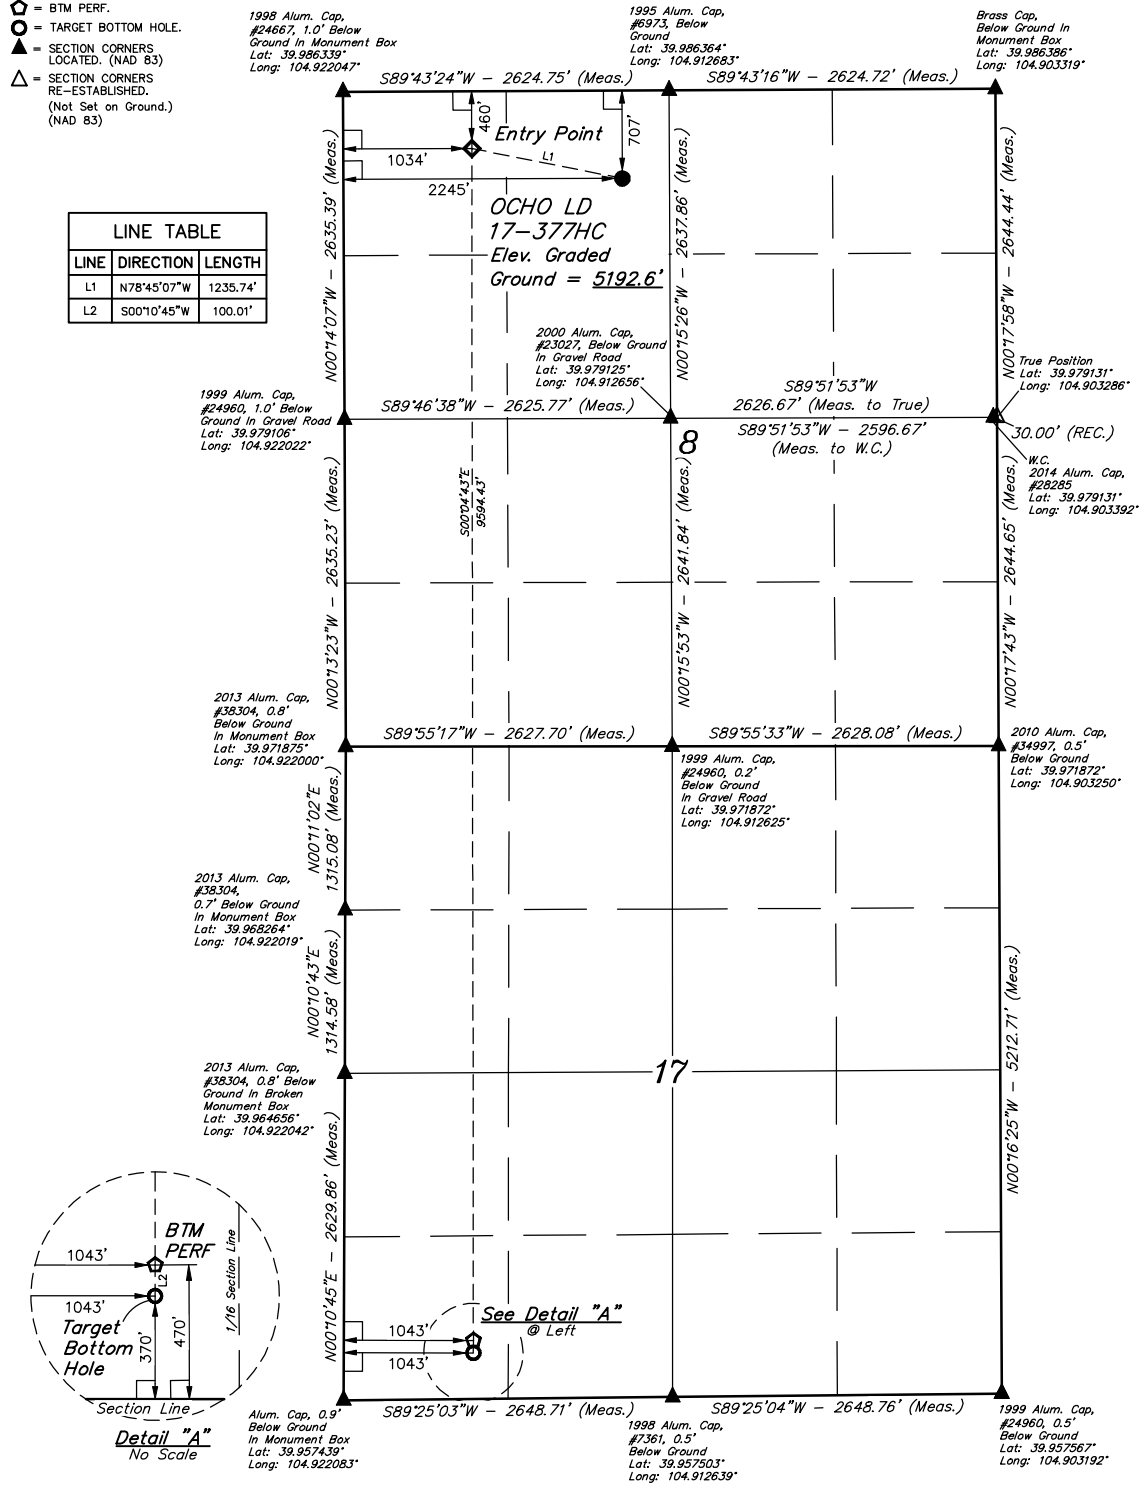 = BTM PERF.
= TARGET BOTTOM HOLE.
= SECTION CORNERS
LOCATED. (NAD 83)
= SECTION CORNERS
RE-ESTABLISHED.
(Not Set on Ground.)
(NAD 83)
1998 Alum. Cap,
#24667, 1.0' Below
Ground In Monument Box
Lat: 39.986339°
Long: 104.922047°
1995 Alum. Cap,
#6973, Below
Ground
Lat: 39.986364°
Long: 104.912683°
Brass Cap,
Below Ground In
Monument Box
Lat: 39.986386°
Long: 104.903319°
S89°43'24"W - 2624.75' (Meas.)
S89°43'16"W - 2624.72' (Meas.)
460'
707'
Entry Point
1034'
L1
2245'
OCHO LD
17-377HC
Elev. Graded
Ground = 5192.6'
N00°14'07"W - 2635.39' (Meas.)
N00°15'26"W - 2637.86' (Meas.)
N00°17'58"W - 2644.44' (Meas.)
LINE TABLE
LINE DIRECTION LENGTH
L1 N78°45'07"W 1235.74'
L2 S00°10'45"W 100.01'
2000 Alum. Cap,
#23027, Below Ground
In Gravel Road
Lat: 39.979125°
Long: 104.912656°
True Position
Lat: 39.979131°
Long: 104.903286°
1999 Alum. Cap,
#24960, 1.0' Below
Ground In Gravel Road
Lat: 39.979106°
Long: 104.922022°
S89°46'38"W - 2625.77' (Meas.)
S89°51'53"W
2626.67' (Meas. to True)
S89°51'53"W - 2596.67'
(Meas. to W.C.)
8
30.00' (REC.)
W.C.
2014 Alum. Cap,
#28285
Lat: 39.979131°
Long: 104.903392°
S00°04'43"E
9594.43'
N00°13'23"W - 2635.23' (Meas.)
N00°15'53"W - 2641.84' (Meas.)
N00°17'43"W - 2644.65' (Meas.)
2013 Alum. Cap,
#38304, 0.8'
Below Ground
In Monument Box
Lat: 39.971875°
Long: 104.922000°
S89°55'17"W - 2627.70' (Meas.)
S89°55'33"W - 2628.08' (Meas.)
2010 Alum. Cap,
#34997, 0.5'
Below Ground
Lat: 39.971872°
Long: 104.903250°
1999 Alum. Cap,
#24960, 0.2'
Below Ground
In Gravel Road
Lat: 39.971872°
Long: 104.912625°
N00°11'02"E
1315.08' (Meas.)
2013 Alum. Cap,
#38304,
0.7' Below Ground
In Monument Box
Lat: 39.968264°
Long: 104.922019°
N00°10'43"E
1314.58' (Meas.)
N00°16'25"W - 5212.71' (Meas.)
2013 Alum. Cap,
#38304, 0.8' Below
Ground In Broken
Monument Box
Lat: 39.964656°
Long: 104.922042°
17
N00°10'45"E - 2629.86' (Meas.)
BTM
PERF
1043'
L2
1043'
Target
Bottom
Hole
370'
470'
1/16 Section Line
Section Line
Detail "A"
No Scale
See Detail "A"
@ Left
1043'
1043'
S89°25'03"W - 2648.71' (Meas.)
S89°25'04"W - 2648.76' (Meas.)
Alum. Cap, 0.9'
Below Ground
In Monument Box
Lat: 39.957439°
Long: 104.922083°
1998 Alum. Cap,
#7361, 0.5'
Below Ground
Lat: 39.957503°
Long: 104.912639°
1999 Alum. Cap,
#24960, 0.5'
Below Ground
Lat: 39.957567°
Long: 104.903192°